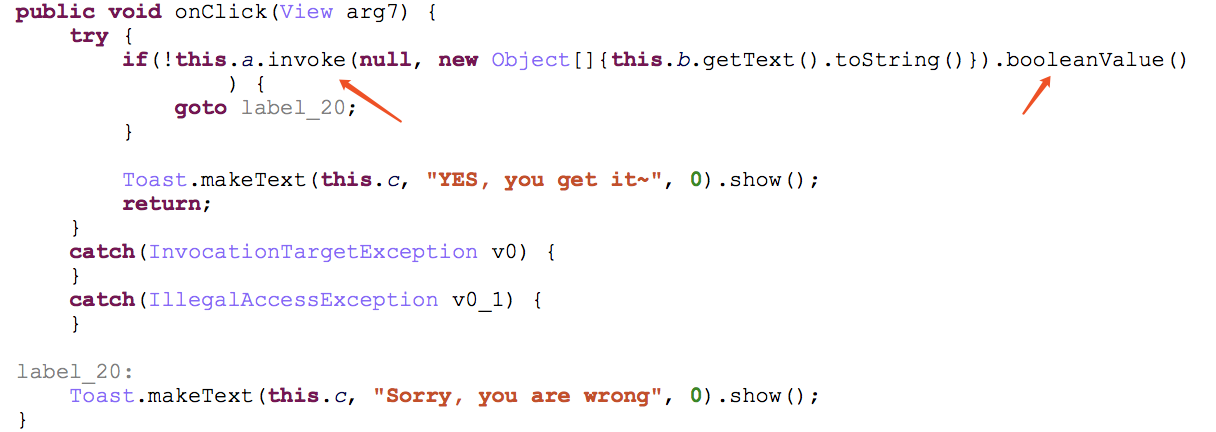 public void onClick(View arg7) {
    try {
        if(!this.a.invoke(null, new Object[]{this.b.getText().toString()}).booleanValue()
                ) {
            goto label_20;
        }

        Toast.makeText(this.c, "YES, you get it~", 0).show();
        return;
    }
    catch(InvocationTargetException v0) {
    }
    catch(IllegalAccessException v0_1) {
    }

label_20:
    Toast.makeText(this.c, "Sorry, you are wrong", 0).show();
}